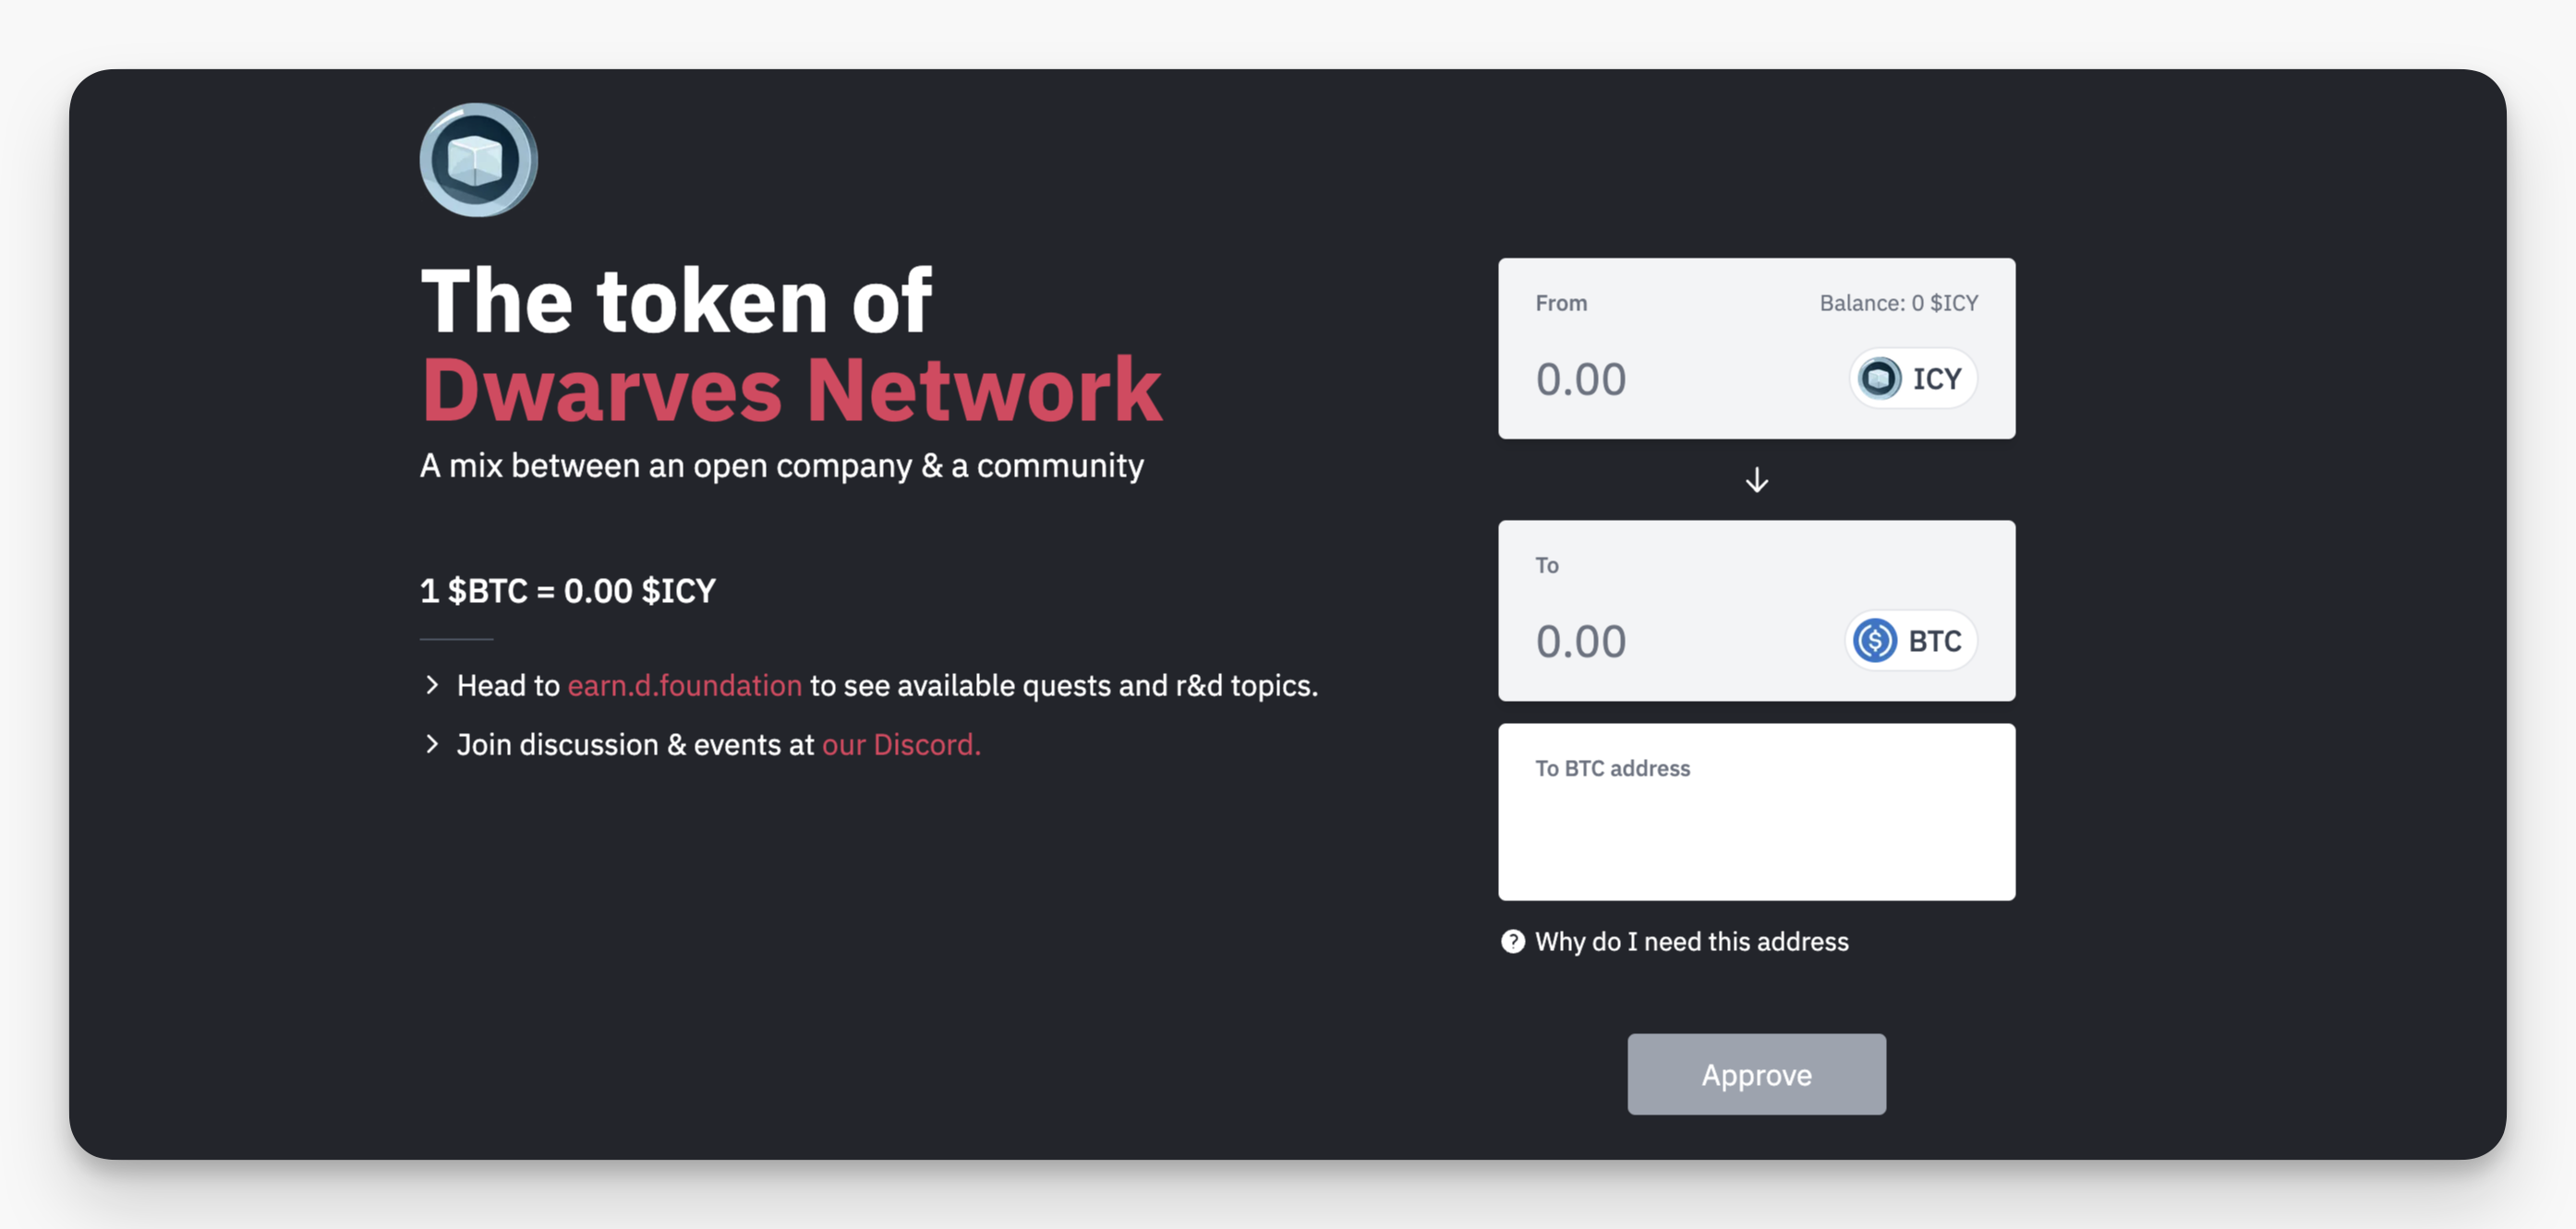 The token of
Dwarves Network
A mix between an open company & a community
1 $BTC = 0.00 $ICY
Head to earn.d.foundation to see available quests and r&d topics.
Join discussion & events at our Discord.
From
Balance: 0 $ICY
0.00
ICY
To
0.00
$
BTC
To BTC address
? Why do I need this address
Approve